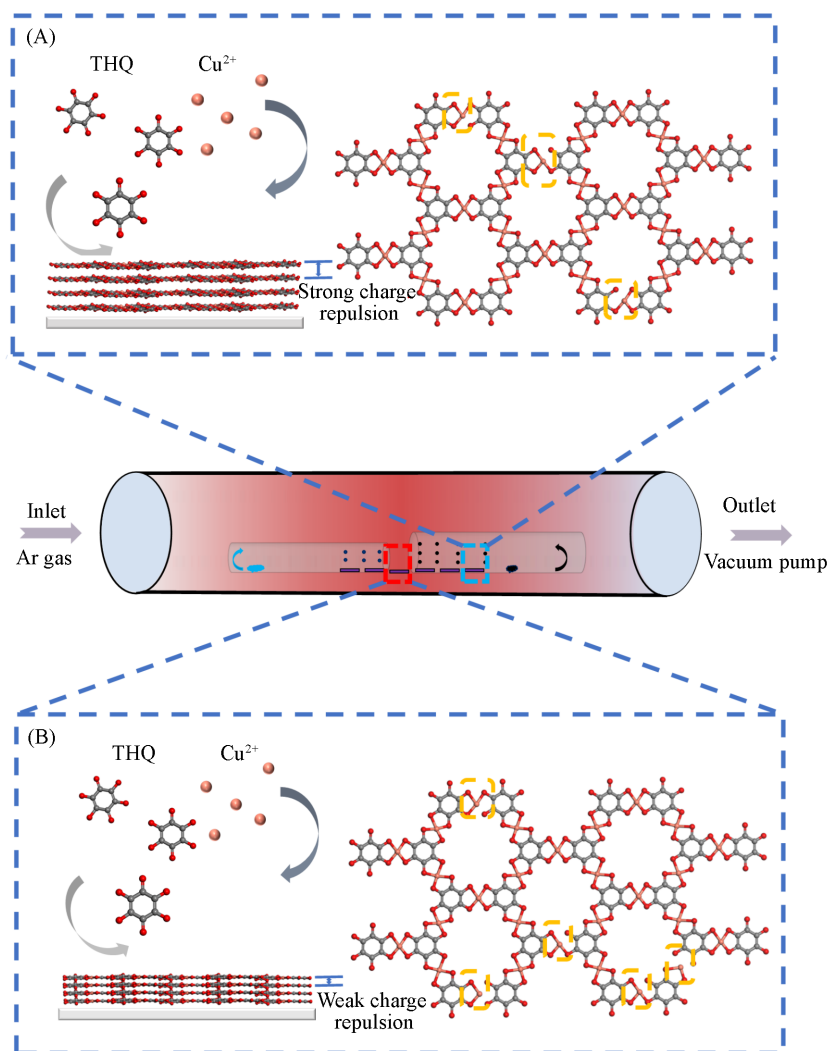 (A)
THQ
Cu²⁺
Strong charge
repulsion
Inlet
Ar gas
Outlet
Vacuum pump
(B)
THQ
Cu²⁺
Weak charge
repulsion